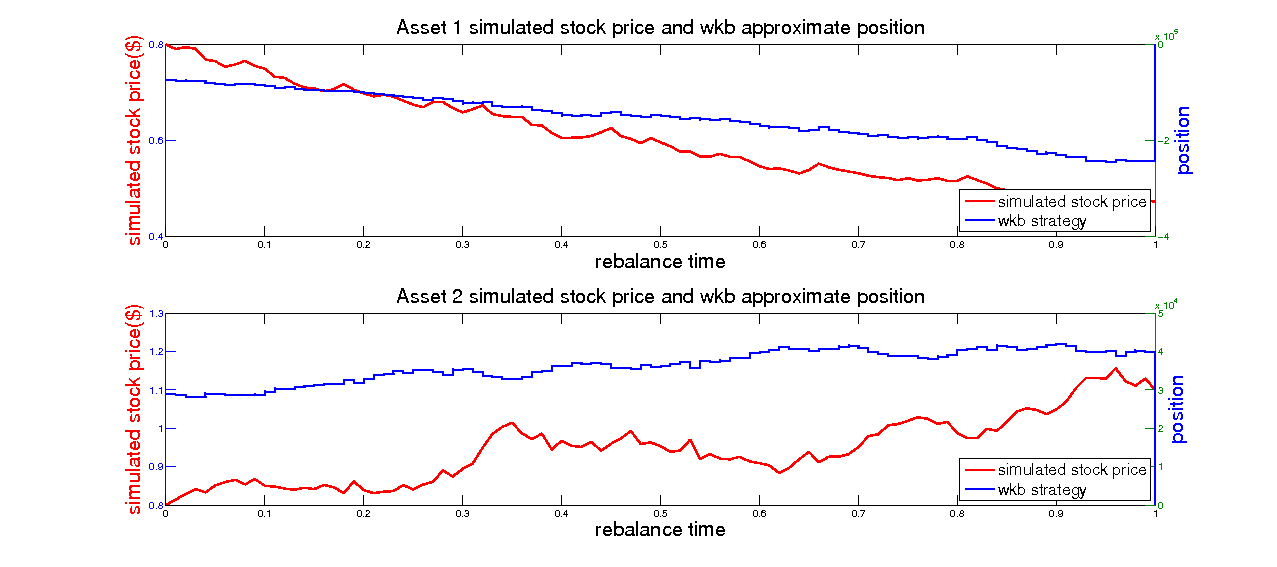 Asset 1 simulated stock price and wkb approximate position
x 10^5
simulated stock price($)
0.8
0.6
0.4
0
−2
−4
position
simulated stock price
wkb strategy
0 0.1 0.2 0.3 0.4 0.5 0.6 0.7 0.8 0.9 1
rebalance time
Asset 2 simulated stock price and wkb approximate position
x 10^4
simulated stock price($)
1.3
1.2
1.1
1
0.9
0.8
5
4
3
2
1
0
position
simulated stock price
wkb strategy
0 0.1 0.2 0.3 0.4 0.5 0.6 0.7 0.8 0.9 1
rebalance time